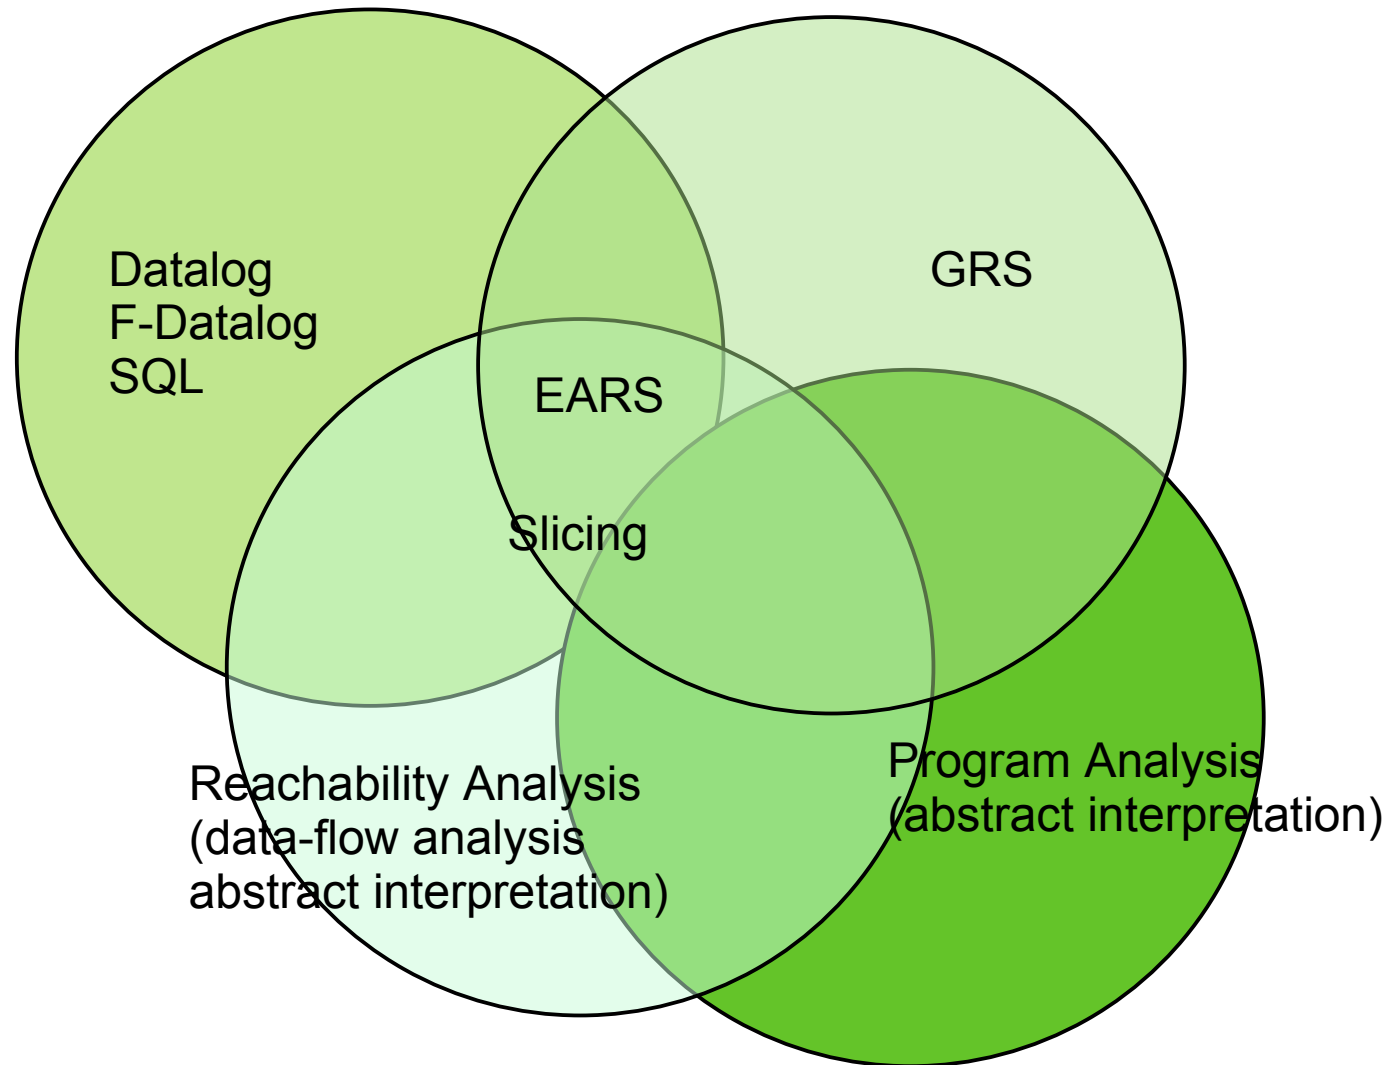 Datalog
F-Datalog
SQL
GRS
EARS
Slicing
Reachability Analysis
(data-flow analysis
abstract interpretation)
Program Analysis
(abstract interpretation)